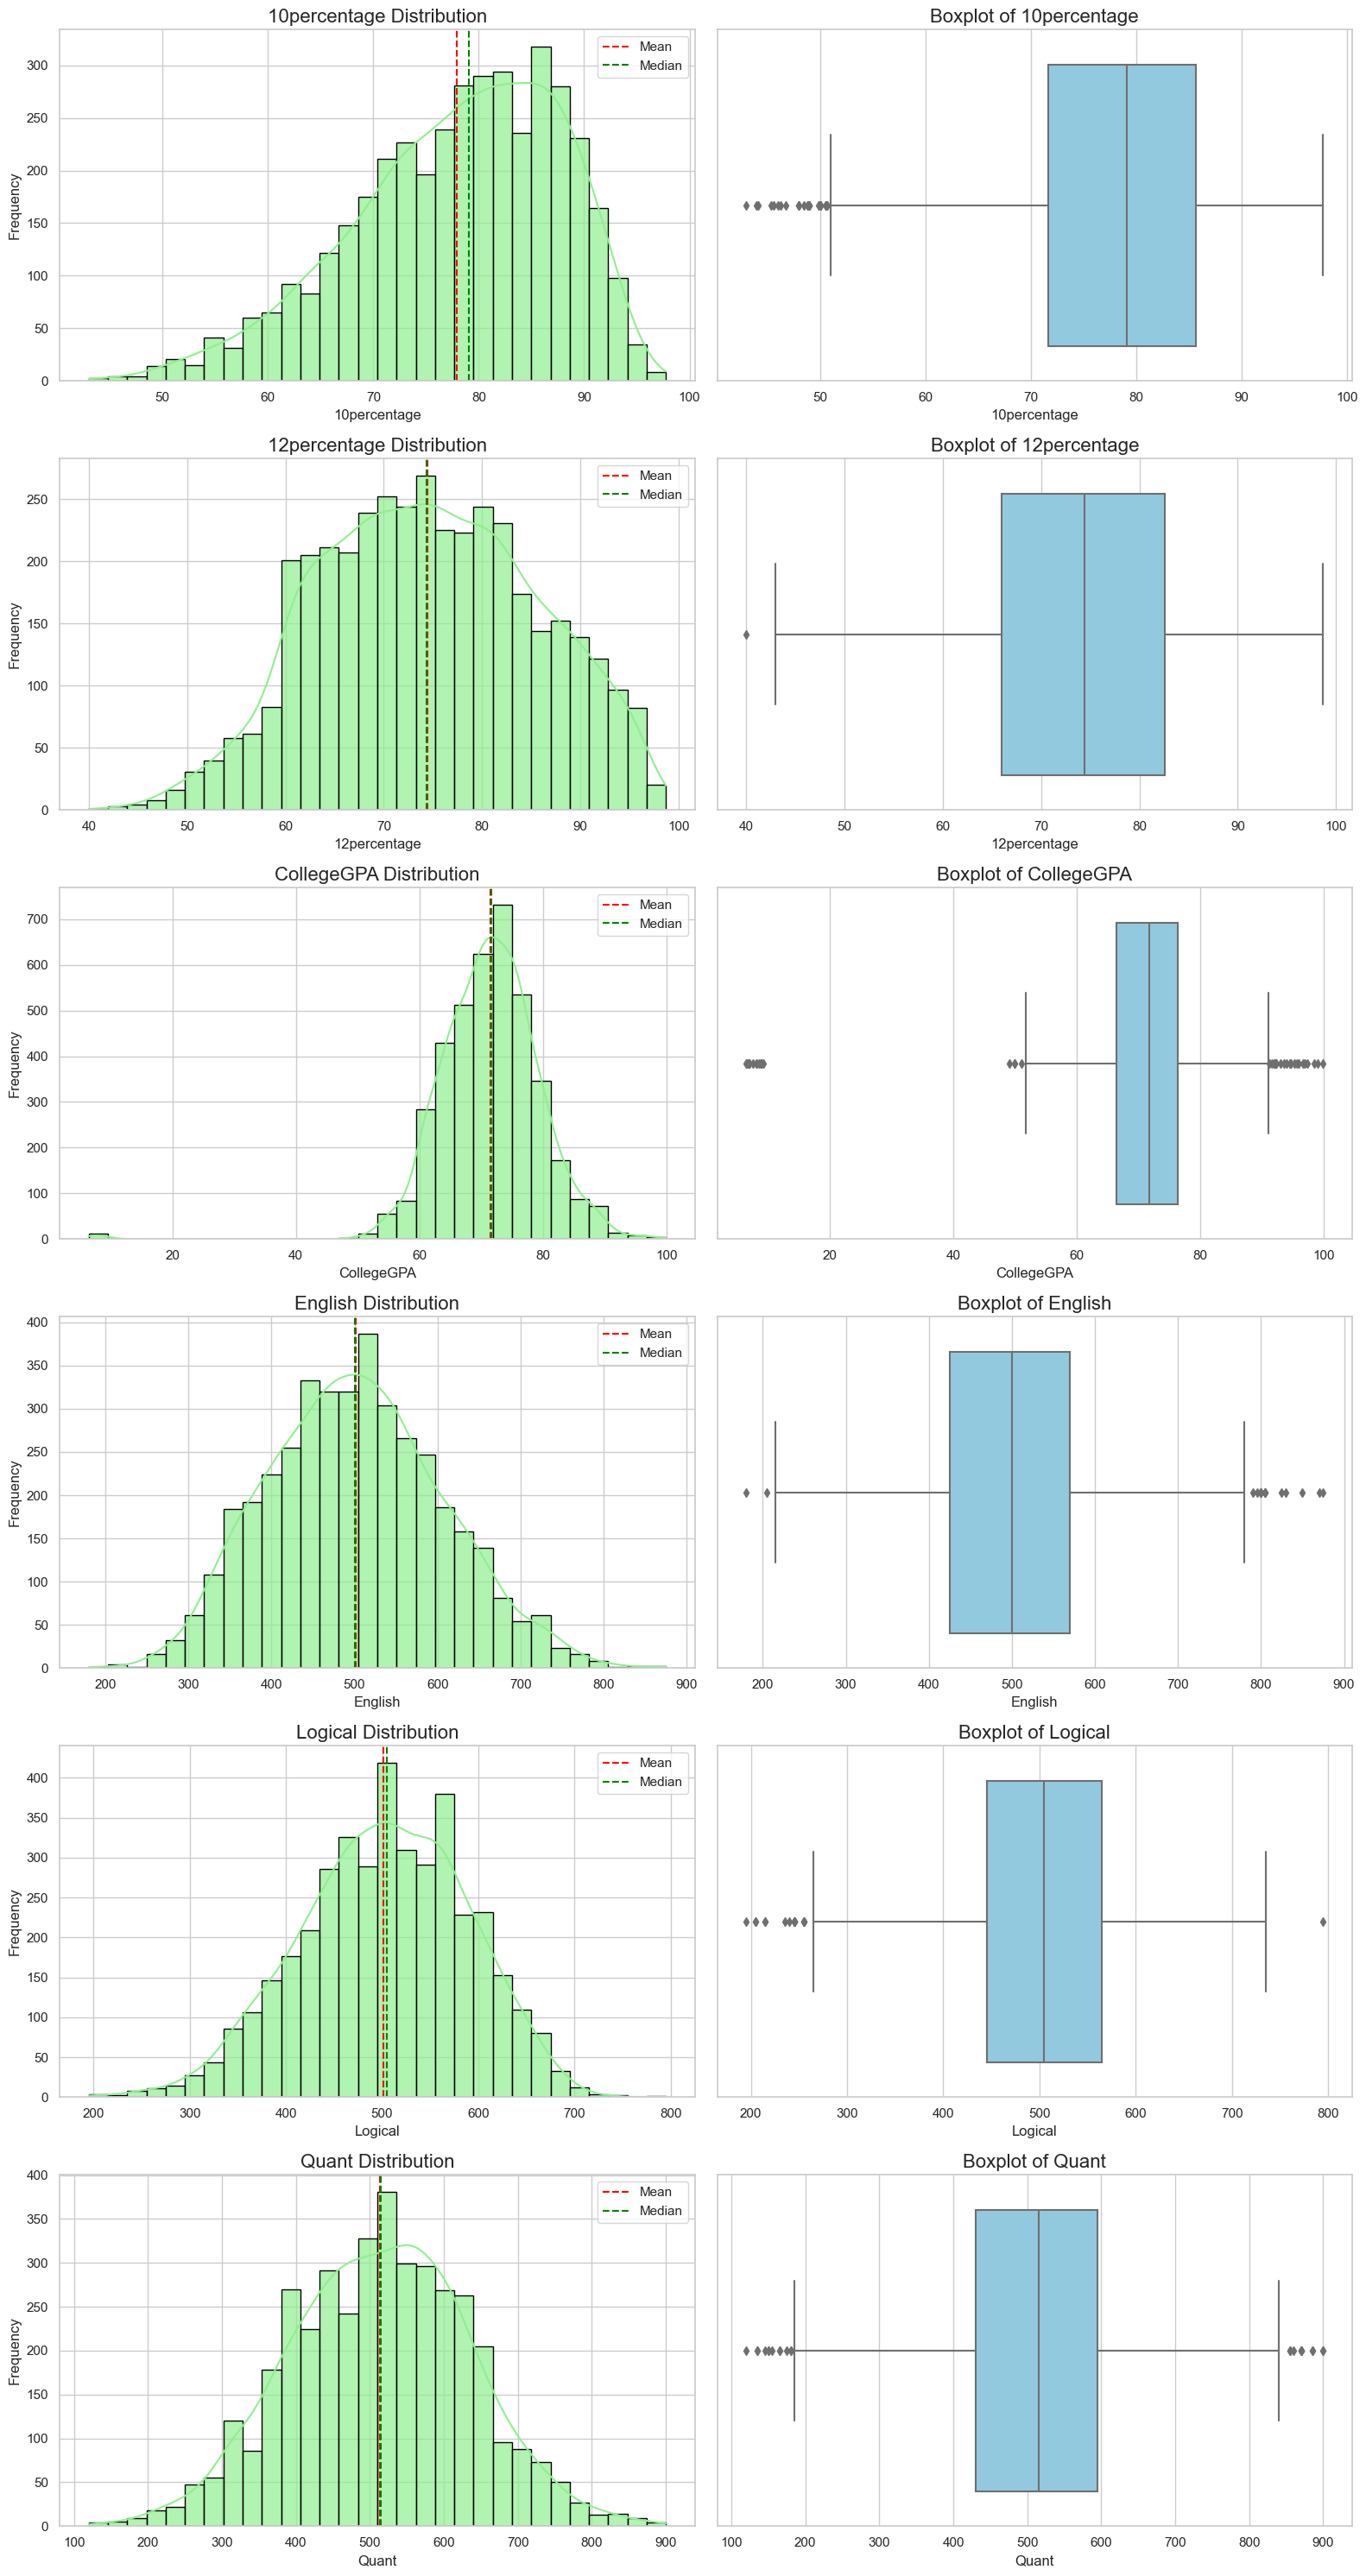 10percentage Distribution
Mean
Median
300
250
200
150
100
50
0
Frequency
50 60 70 80 90 100
10percentage
Boxplot of 10percentage
50 60 70 80 90 100
10percentage
12percentage Distribution
Mean
Median
250
200
150
100
50
0
Frequency
40 50 60 70 80 90 100
12percentage
Boxplot of 12percentage
40 50 60 70 80 90 100
12percentage
CollegeGPA Distribution
Mean
Median
700
600
500
400
300
200
100
0
Frequency
20 40 60 80 100
CollegeGPA
Boxplot of CollegeGPA
20 40 60 80 100
CollegeGPA
English Distribution
Mean
Median
400
350
300
250
200
150
100
50
0
Frequency
200 300 400 500 600 700 800 900
English
Boxplot of English
200 300 400 500 600 700 800 900
English
Logical Distribution
Mean
Median
400
350
300
250
200
150
100
50
0
Frequency
200 300 400 500 600 700 800
Logical
Boxplot of Logical
200 300 400 500 600 700 800
Logical
Quant Distribution
Mean
Median
400
350
300
250
200
150
100
50
0
Frequency
100 200 300 400 500 600 700 800 900
Quant
Boxplot of Quant
100 200 300 400 500 600 700 800 900
Quant